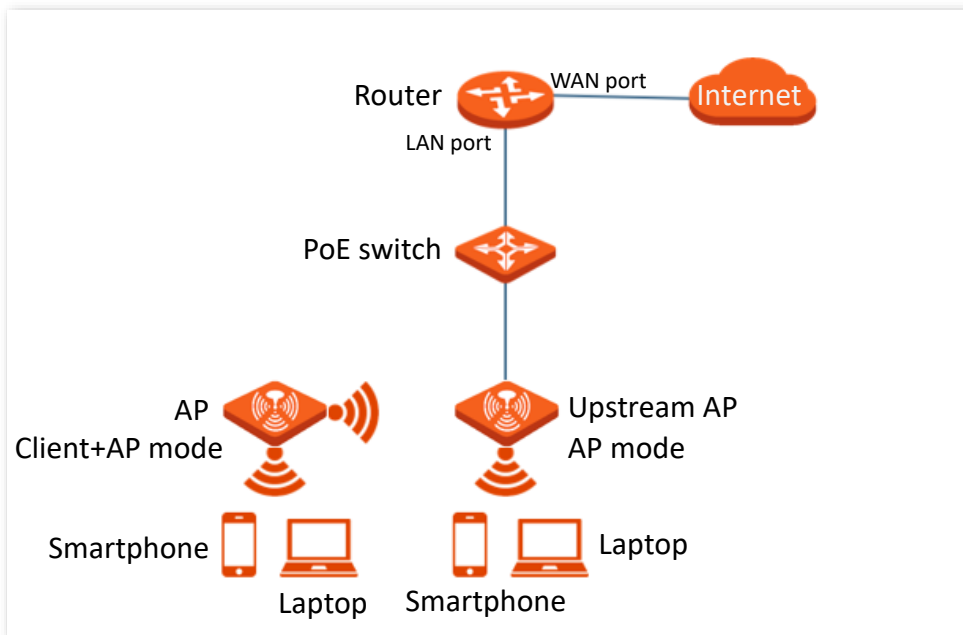 Router
WAN port
Internet
LAN port
PoE switch
AP
Client+AP mode
Upstream AP
AP mode
Smartphone
Laptop
Smartphone
Laptop